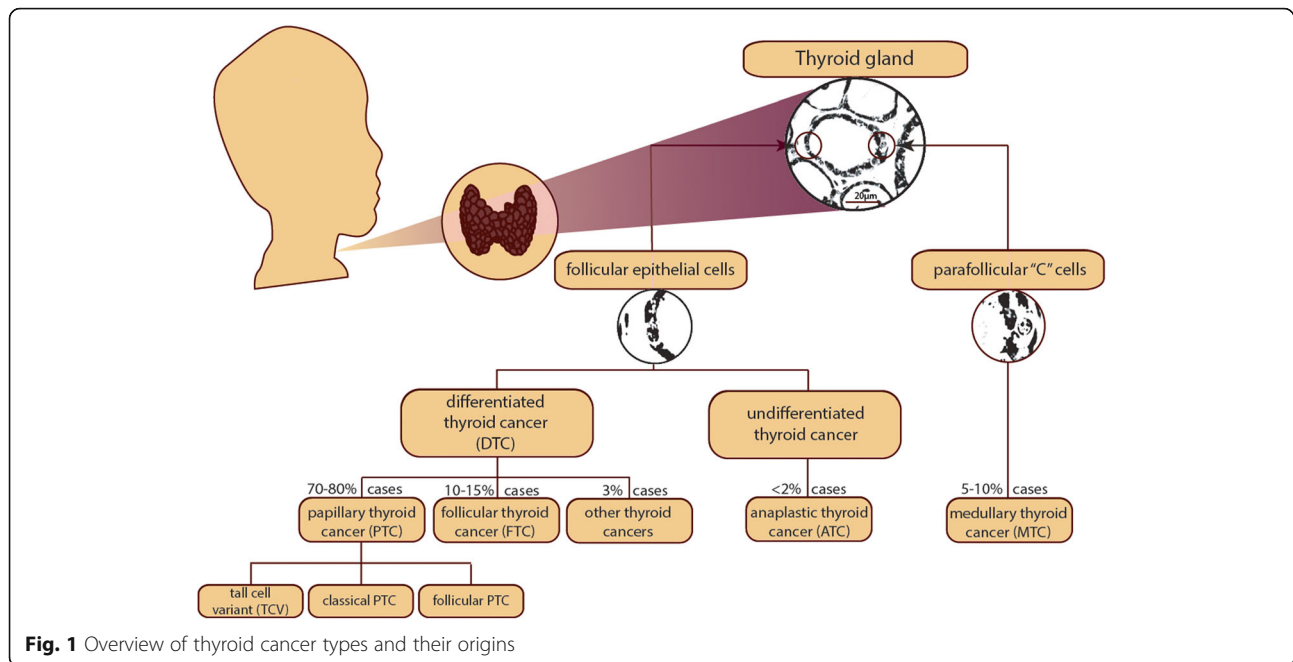 Thyroid gland
20µm
follicular epithelial cells
parafollicular "C" cells
differentiated
thyroid cancer
(DTC)
undifferentiated
thyroid cancer
70-80% cases
10-15% cases
3% cases
<2% cases
5-10% cases
papillary thyroid
cancer (PTC)
follicular thyroid
cancer (FTC)
other thyroid
cancers
anaplastic thyroid
cancer (ATC)
medullary thyroid
cancer (MTC)
tall cell
variant (TCV)
classical PTC
follicular PTC
Fig. 1 Overview of thyroid cancer types and their origins